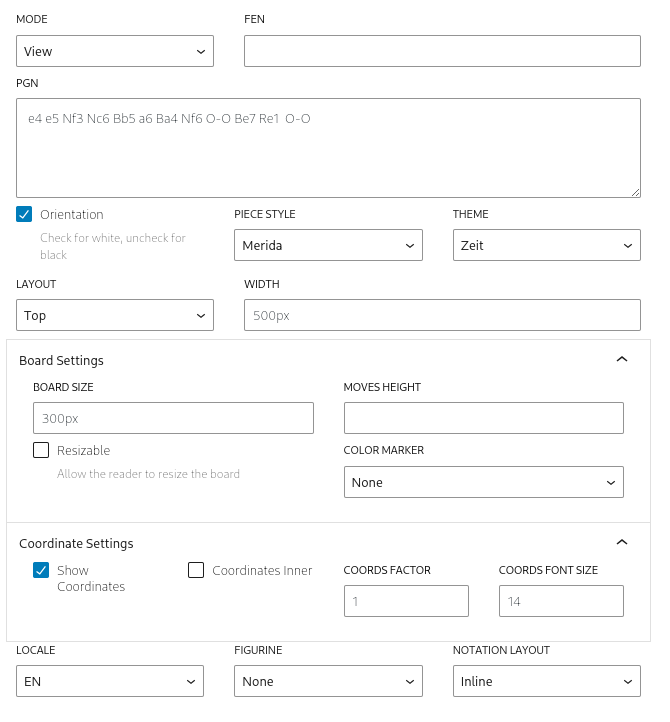 MODE FEN
View
PGN
e4 e5 Nf3 Nc6 Bb5 a6 Ba4 Nf6 O-O Be7 Re1  O-O
Orientation PIECE STYLE THEME
Check for white, uncheck for
black
Merida Zeit
LAYOUT WIDTH
Top 500px
Board Settings
BOARD SIZE MOVES HEIGHT
300px
Resizable COLOR MARKER
Allow the reader to resize the board
None
Coordinate Settings
Show
Coordinates
Coordinates Inner COORDS FACTOR COORDS FONT SIZE
1 14
LOCALE FIGURINE NOTATION LAYOUT
EN None Inline